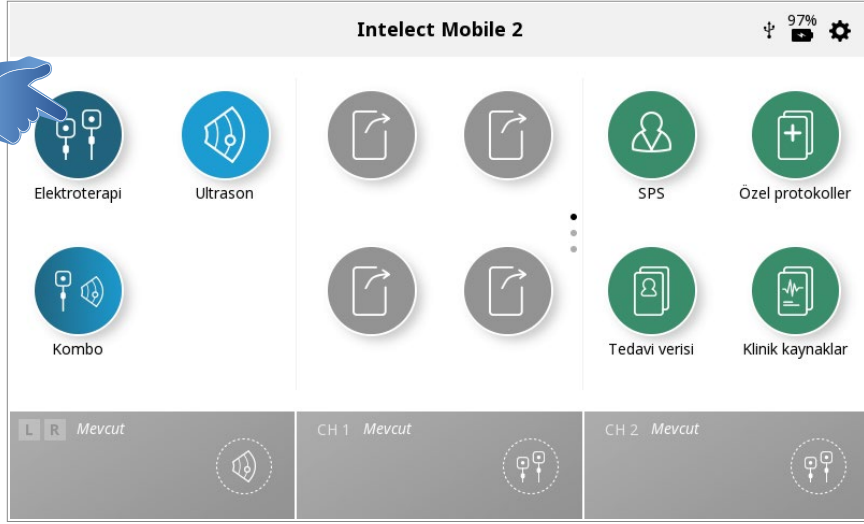 Intelect Mobile 2
97%
Elektroterapi
Ultrason
SPS
Özel protokoller
Kombo
Tedavi verisi
Klinik kaynaklar
L R Mevcut
CH 1 Mevcut
CH 2 Mevcut